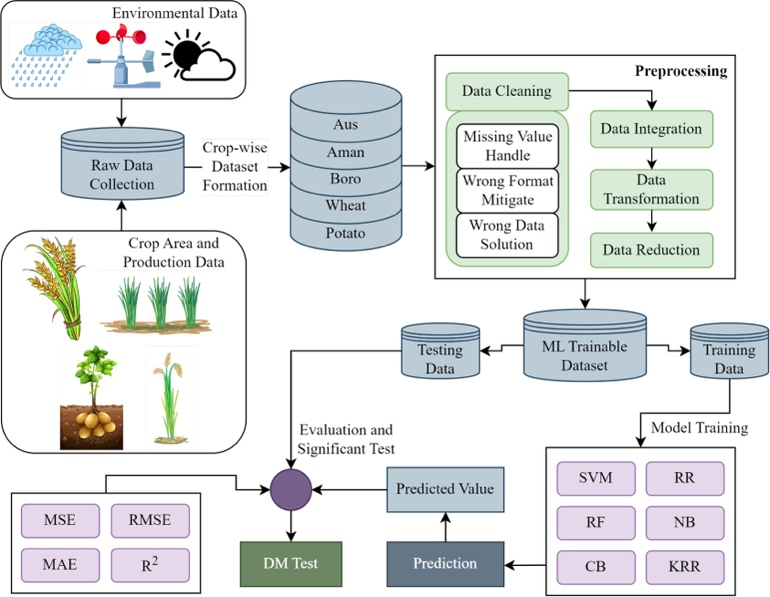 Environmental Data
Raw Data
Collection
Crop-wise
Dataset
Formation
Aus
Aman
Boro
Wheat
Potato
Preprocessing
Data Cleaning
Missing Value
Handle
Wrong Format
Mitigate
Wrong Data
Solution
Data Integration
Data
Transformation
Data Reduction
Crop Area and
Production Data
Testing
Data
ML Trainable
Dataset
Training
Data
Evaluation and
Significant Test
Model Training
MSE
RMSE
MAE
R²
Predicted Value
DM Test
Prediction
SVM
RR
RF
NB
CB
KRR